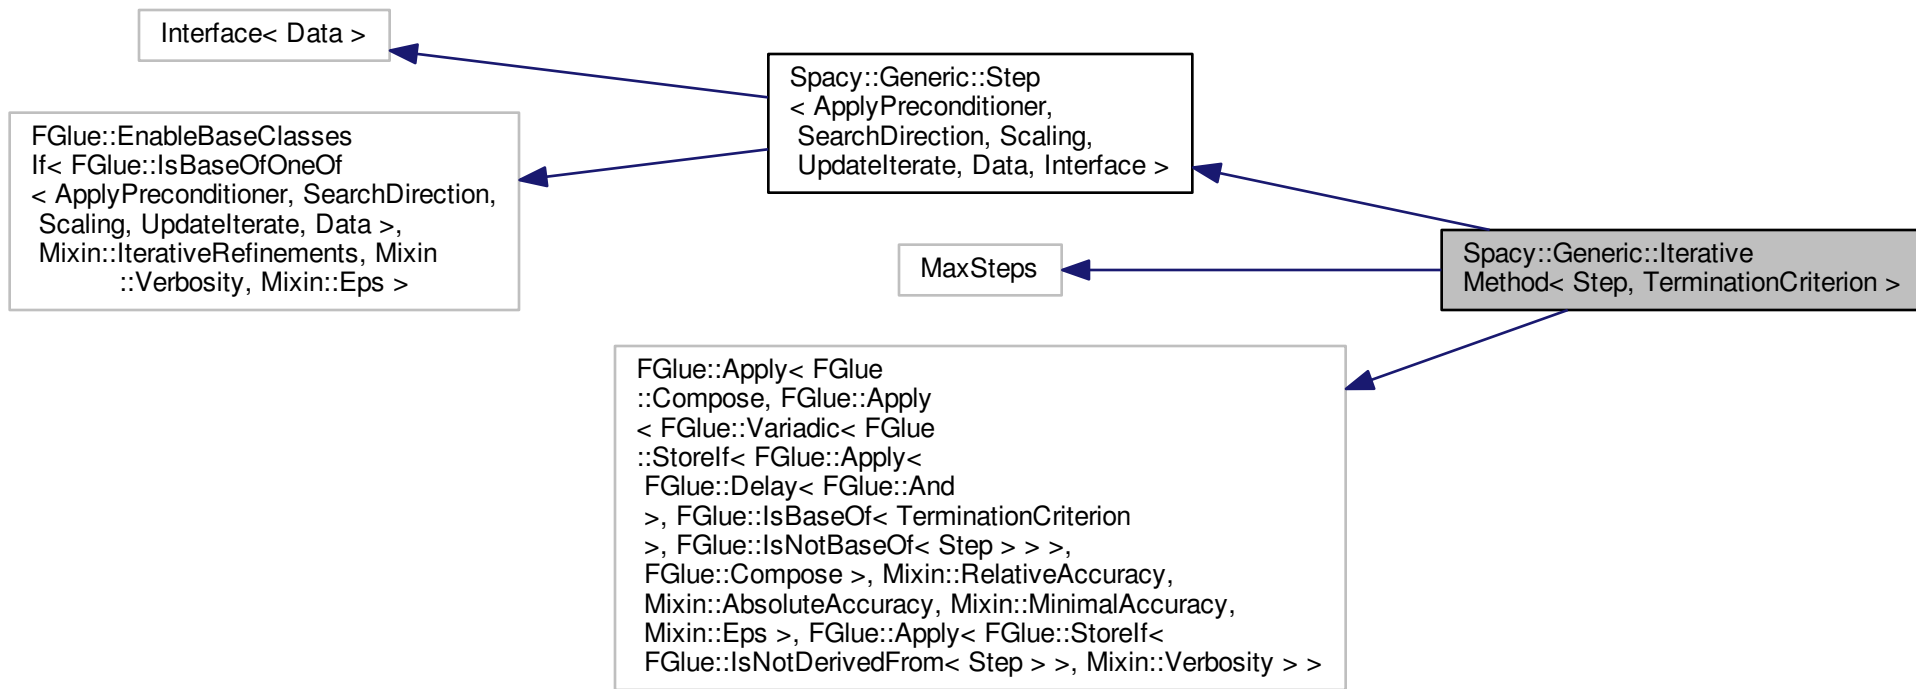 Interface< Data >
FGlue::EnableBaseClasses
If< FGlue::IsBaseOfOneOf
< ApplyPreconditioner, SearchDirection,
Scaling, UpdateIterate, Data >,
Mixin::IterativeRefinements, Mixin
::Verbosity, Mixin::Eps >
Spacy::Generic::Step
< ApplyPreconditioner,
SearchDirection, Scaling,
UpdateIterate, Data, Interface >
MaxSteps
FGlue::Apply< FGlue
::Compose, FGlue::Apply
< FGlue::Variadic< FGlue
::StoreIf< FGlue::Apply<
FGlue::Delay< FGlue::And
>, FGlue::IsBaseOf< TerminationCriterion
>, FGlue::IsNotBaseOf< Step > > >,
FGlue::Compose >, Mixin::RelativeAccuracy,
Mixin::AbsoluteAccuracy, Mixin::MinimalAccuracy,
Mixin::Eps >, FGlue::Apply< FGlue::StoreIf<
FGlue::IsNotDerivedFrom< Step > >, Mixin::Verbosity > >
Spacy::Generic::Iterative
Method< Step, TerminationCriterion >